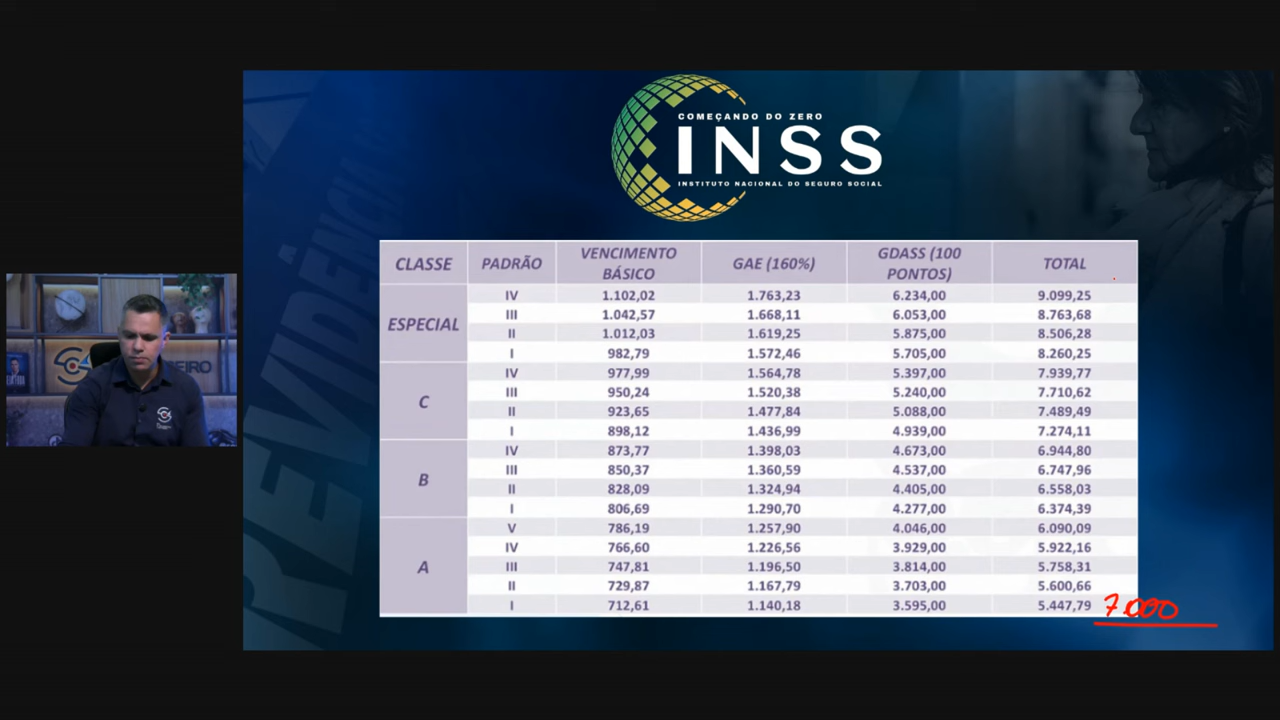 COMEÇANDO DO ZERO
INSS
INSTITUTO NACIONAL DO SEGURO SOCIAL
CLASSE PADRÃO VENCIMENTO BÁSICO GAE (160%) GDASS (100 PONTOS) TOTAL
ESPECIAL IV 1.102,02 1.763,23 6.234,00 9.099,25
III 1.042,57 1.668,11 6.053,00 8.763,68
II 1.012,03 1.619,25 5.875,00 8.506,28
I 982,79 1.572,46 5.705,00 8.260,25
C IV 977,99 1.564,78 5.397,00 7.939,77
III 950,24 1.520,38 5.240,00 7.710,62
II 923,65 1.477,84 5.088,00 7.489,49
I 898,12 1.436,99 4.939,00 7.274,11
B IV 873,77 1.398,03 4.673,00 6.944,80
III 850,37 1.360,59 4.537,00 6.747,96
II 828,09 1.324,94 4.405,00 6.558,03
I 806,69 1.290,70 4.277,00 6.374,39
A V 786,19 1.257,90 4.046,00 6.090,09
IV 766,60 1.226,56 3.929,00 5.922,16
III 747,81 1.196,50 3.814,00 5.758,31
II 729,87 1.167,79 3.703,00 5.600,66
I 712,61 1.140,18 3.595,00 5.447,79 7.000